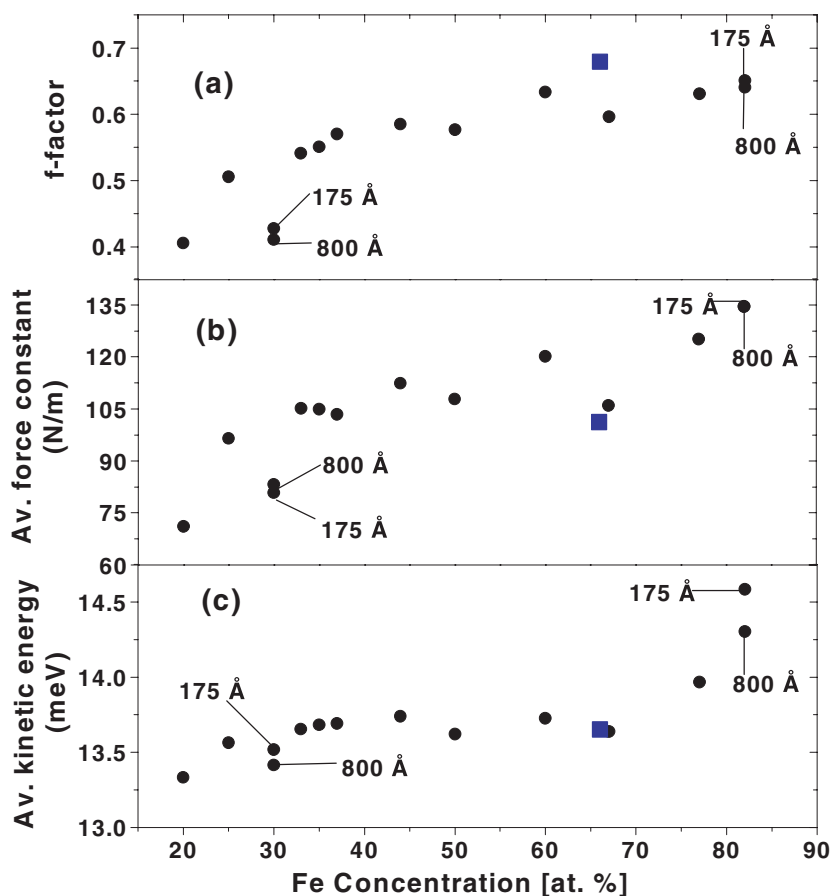 (a)
f-factor
0.7
0.6
0.5
0.4
175 Å
800 Å
175 Å
800 Å
(b)
Av. force constant
(N/m)
135
120
105
90
75
60
175 Å
800 Å
800 Å
175 Å
(c)
Av. kinetic energy
(meV)
14.5
14.0
13.5
13.0
175 Å
800 Å
175 Å
800 Å
20 30 40 50 60 70 80 90
Fe Concentration [at. %]